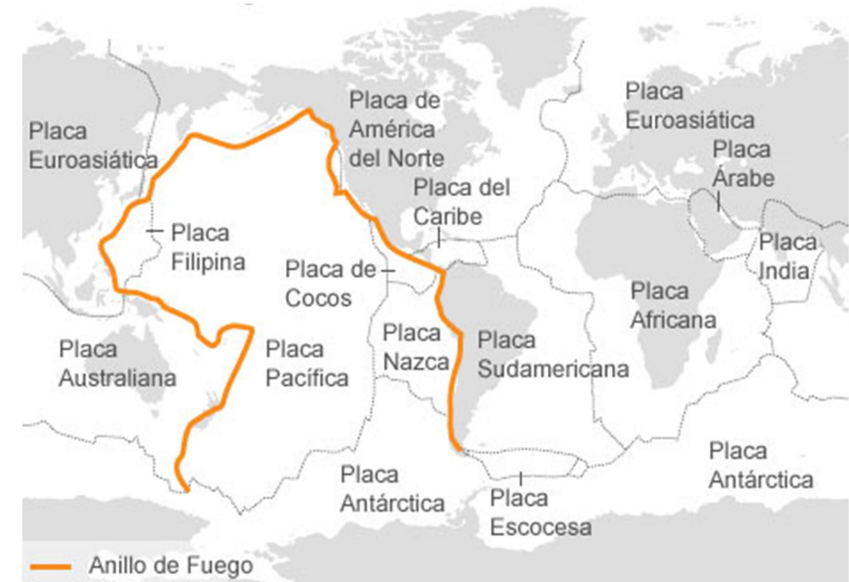 Placa
Euroasiática
Placa de
América
del Norte
Placa
Euroasiática
Placa
Árabe
Placa del
Caribe
Placa
Filipina
Placa
India
Placa de
Cocos
Placa
Africana
Placa
Australiana
Placa
Pacífica
Placa
Nazca
Placa
Sudamericana
Placa
Antárctica
Placa
Antárctica
Placa
Escocesa
Anillo de Fuego